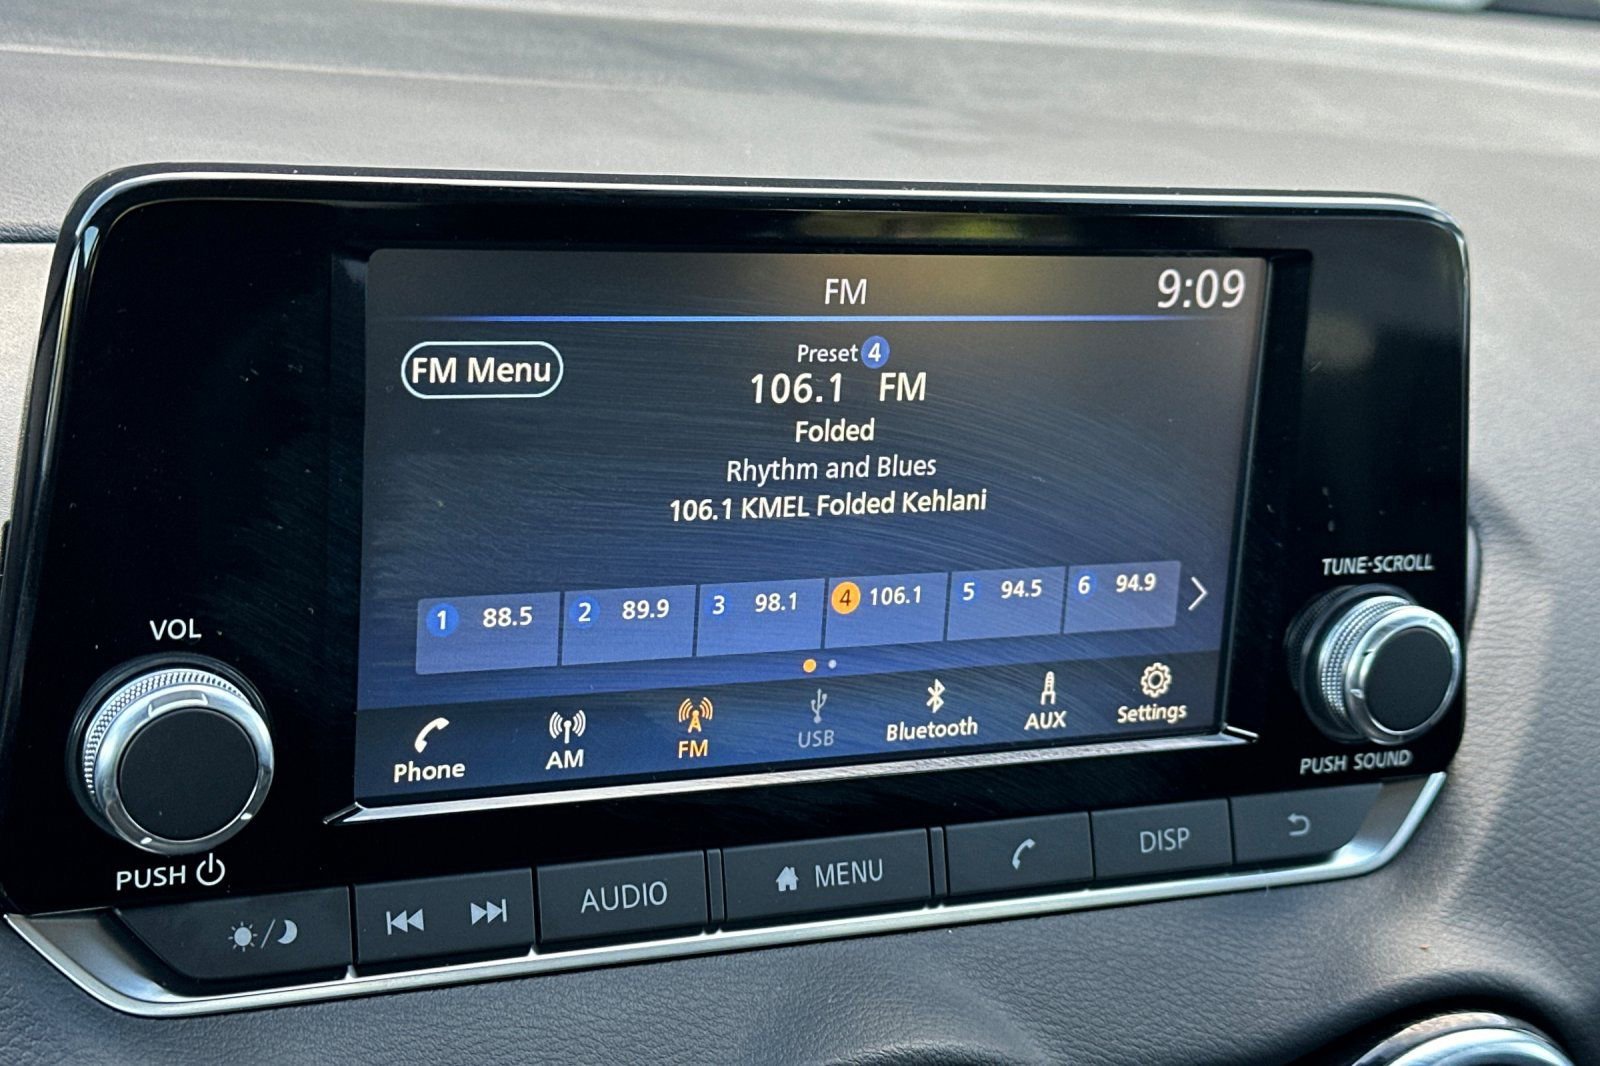 FM
9:09
FM Menu
Preset 4
106.1 FM
Folded
Rhythm and Blues
106.1 KMEL Folded Kehlani
1 88.5 2 89.9 3 98.1 4 106.1 5 94.5 6 94.9
Phone AM FM USB Bluetooth AUX Settings
VOL
PUSH
TUNE·SCROLL
PUSH SOUND
AUDIO MENU DISP